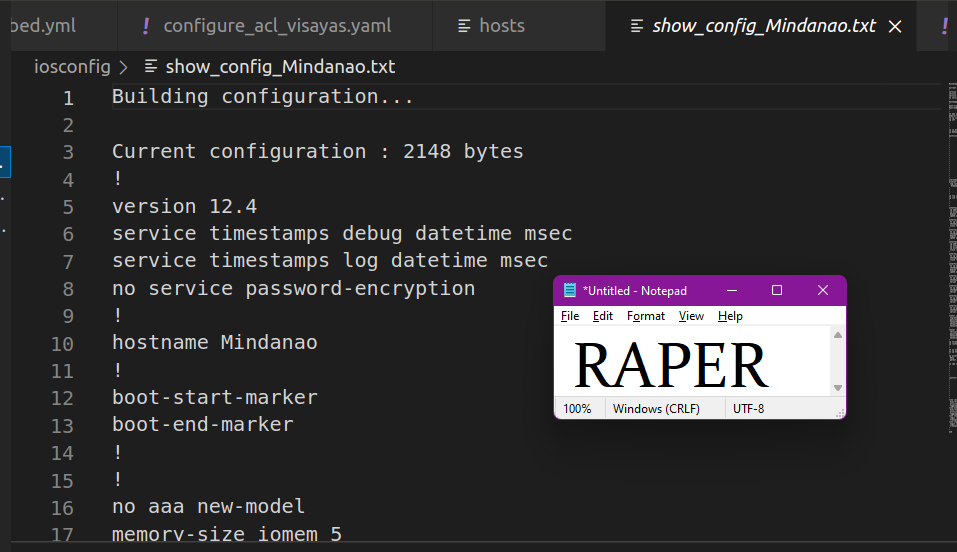 bed.yml
! configure_acl_visayas.yaml
hosts
show_config_Mindanao.txt
!
iosconfig > show_config_Mindanao.txt
1 Building configuration...
2
3 Current configuration : 2148 bytes
4 !
5 version 12.4
6 service timestamps debug datetime msec
7 service timestamps log datetime msec
8 no service password-encryption
9 !
10 hostname Mindanao
11 !
12 boot-start-marker
13 boot-end-marker
14 !
15 !
16 no aaa new-model
17 memory-size iomem 5
*Untitled - Notepad
File Edit Format View Help
RAPER
100% Windows (CRLF) UTF-8